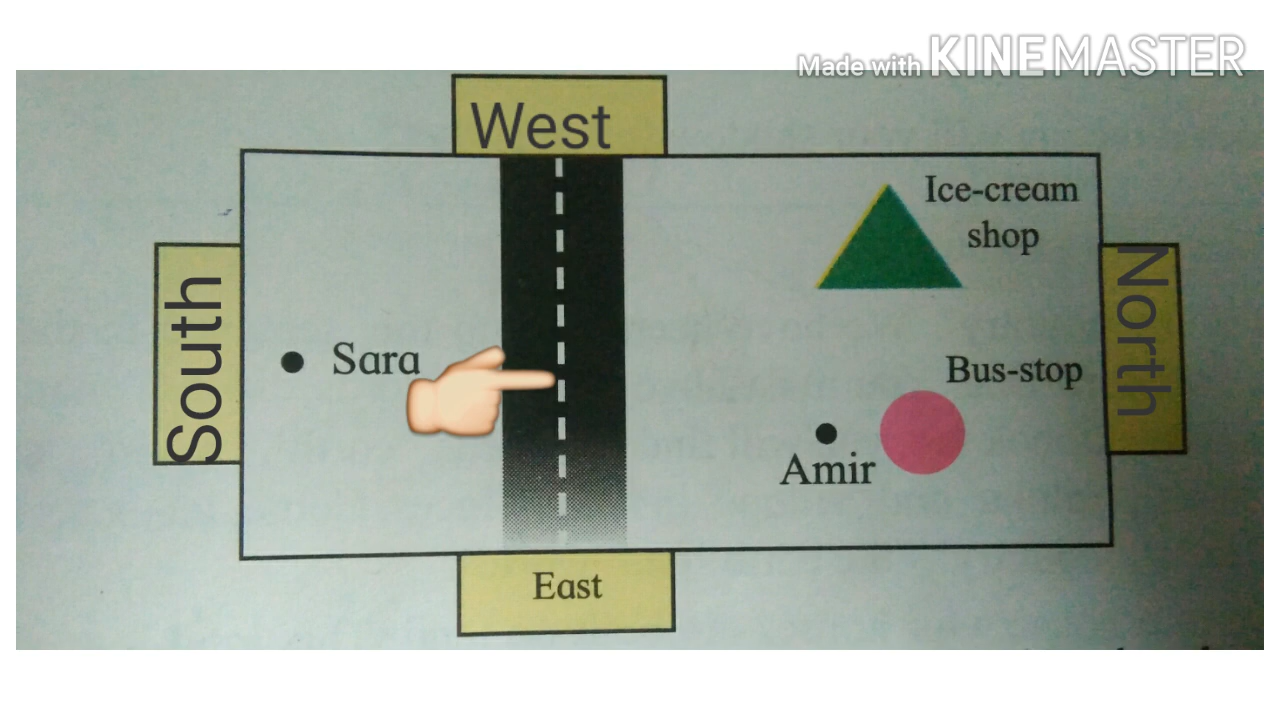 Made with KINEMASTER
West
Ice-cream
shop
South
North
Sara
Bus-stop
Amir
East